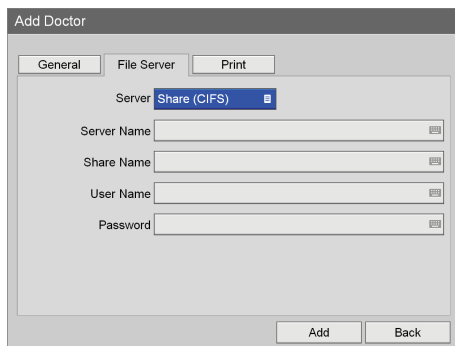 Add Doctor
General File Server Print
Server Share (CIFS)
Server Name
Share Name
User Name
Password
Add Back